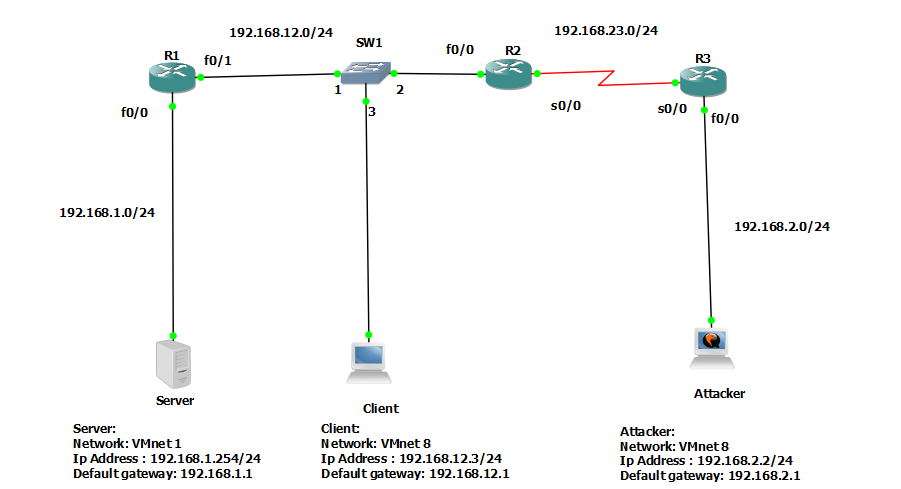 192.168.12.0/24
192.168.23.0/24
SW1
R1
f0/1
f0/0
R2
R3
1
2
3
f0/0
s0/0
s0/0
f0/0
192.168.1.0/24
192.168.2.0/24
Server
Client
Attacker
Server:
Network: VMnet 1
Ip Address : 192.168.1.254/24
Default gateway: 192.168.1.1
Client:
Network: VMnet 8
Ip Address : 192.168.12.3/24
Default gateway: 192.168.12.1
Attacker:
Network: VMnet 8
Ip Address : 192.168.2.2/24
Default gateway: 192.168.2.1